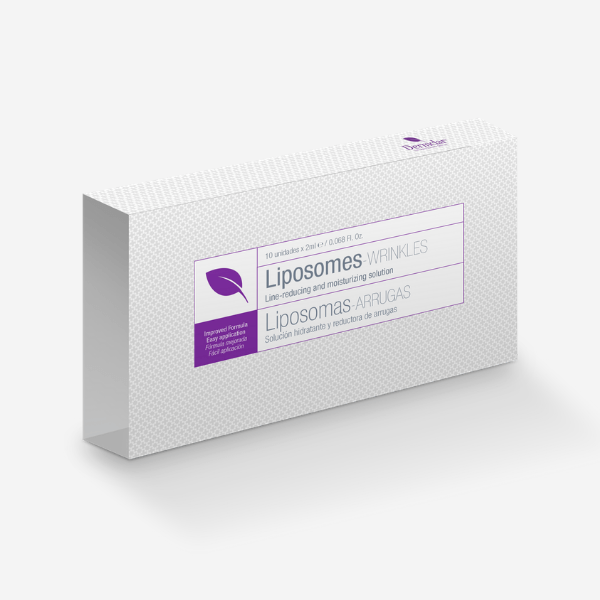 10 unidades x 2ml ℮ / 0.068 Fl. Oz.
Liposomes-WRINKLES
Line-reducing and moisturizing solution
Liposomas-ARRUGAS
Solución hidratante y reductora de arrugas
Improved Formula
Easy application
Fórmula mejorada
Fácil aplicación